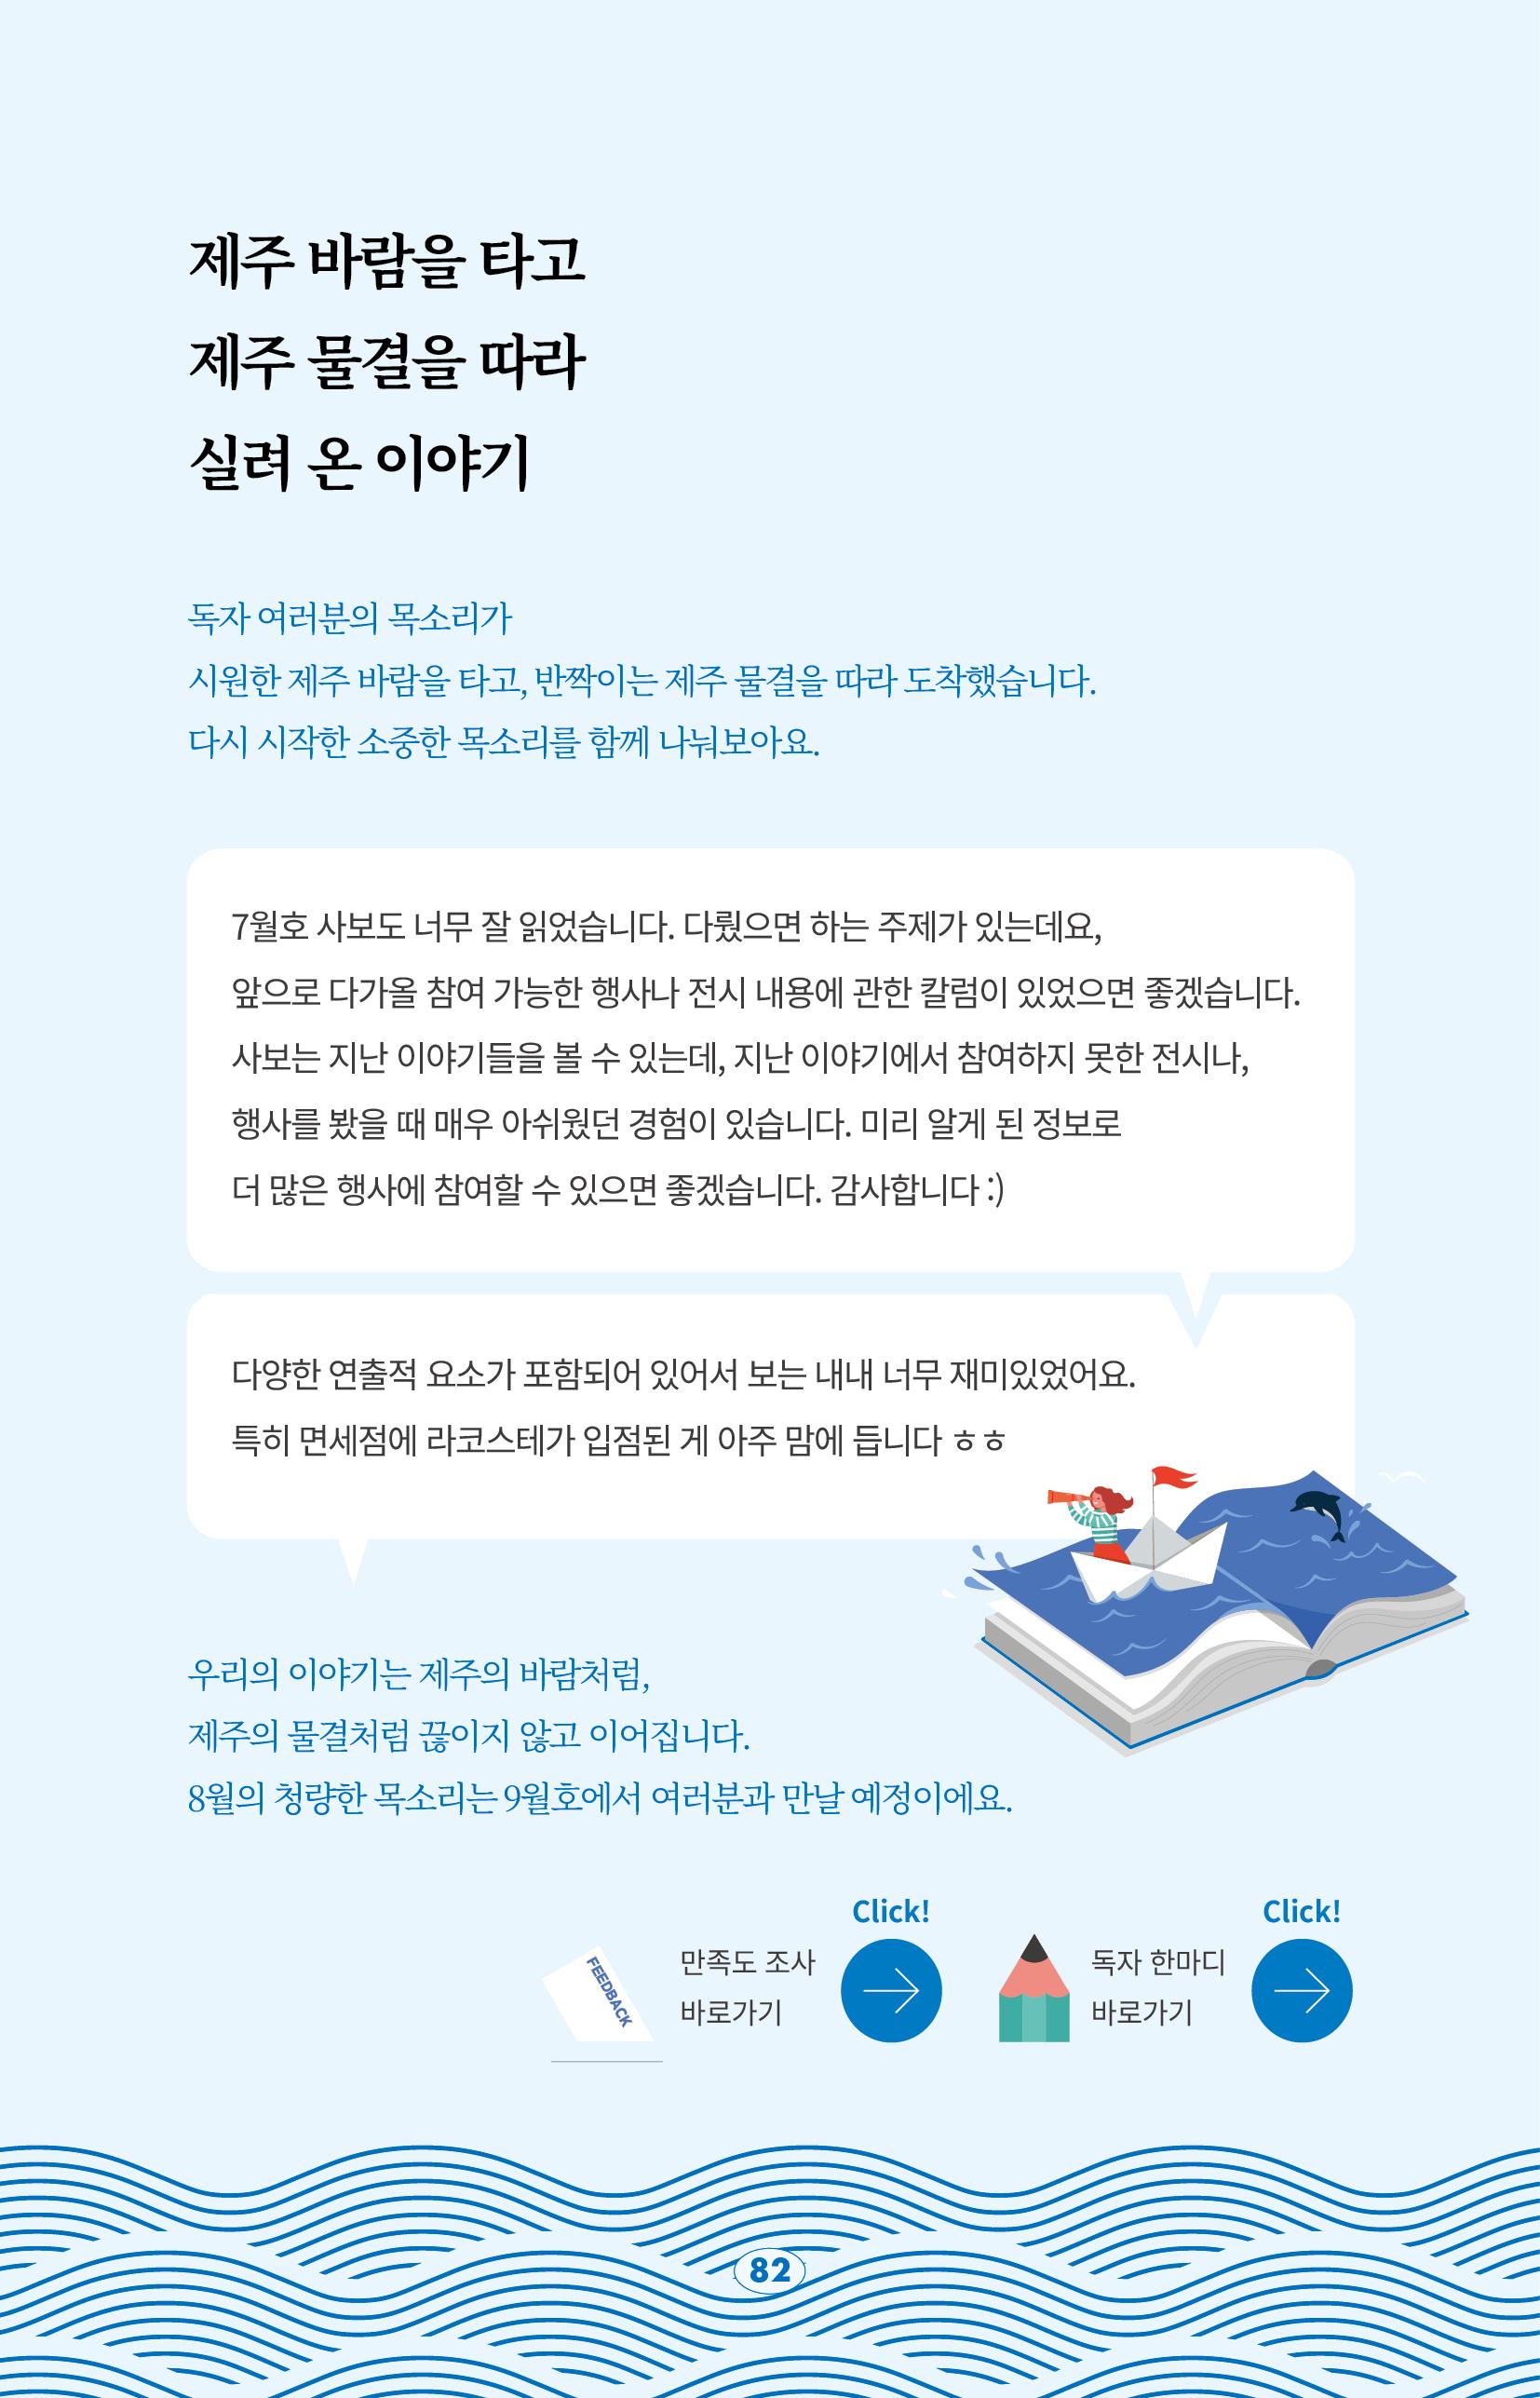 제주 바람을 타고
제주 물결을 따라
실려 온 이야기
독자 여러분의 목소리가
시원한 제주 바람을 타고, 반짝이는 제주 물결을 따라 도착했습니다.
다시 시작한 소중한 목소리를 함께 나눠보아요.
7월호 사보도 너무 잘 읽었습니다. 다뤘으면 하는 주제가 있는데요,
앞으로 다가올 참여 가능한 행사나 전시 내용에 관한 칼럼이 있었으면 좋겠습니다.
사보는 지난 이야기들을 볼 수 있는데, 지난 이야기에서 참여하지 못한 전시나,
행사를 봤을 때 매우 아쉬웠던 경험이 있습니다. 미리 알게 된 정보로
더 많은 행사에 참여할 수 있으면 좋겠습니다. 감사합니다 :)
다양한 연출적 요소가 포함되어 있어서 보는 내내 너무 재미있었어요.
특히 면세점에 라코스테가 입점된 게 아주 맘에 듭니다 ㅎㅎ
우리의 이야기는 제주의 바람처럼,
제주의 물결처럼 끊이지 않고 이어집니다.
8월의 청량한 목소리는 9월호에서 여러분과 만날 예정이에요.
FEEDBACK
만족도 조사
바로가기
Click!
독자 한마디
바로가기
Click!
82